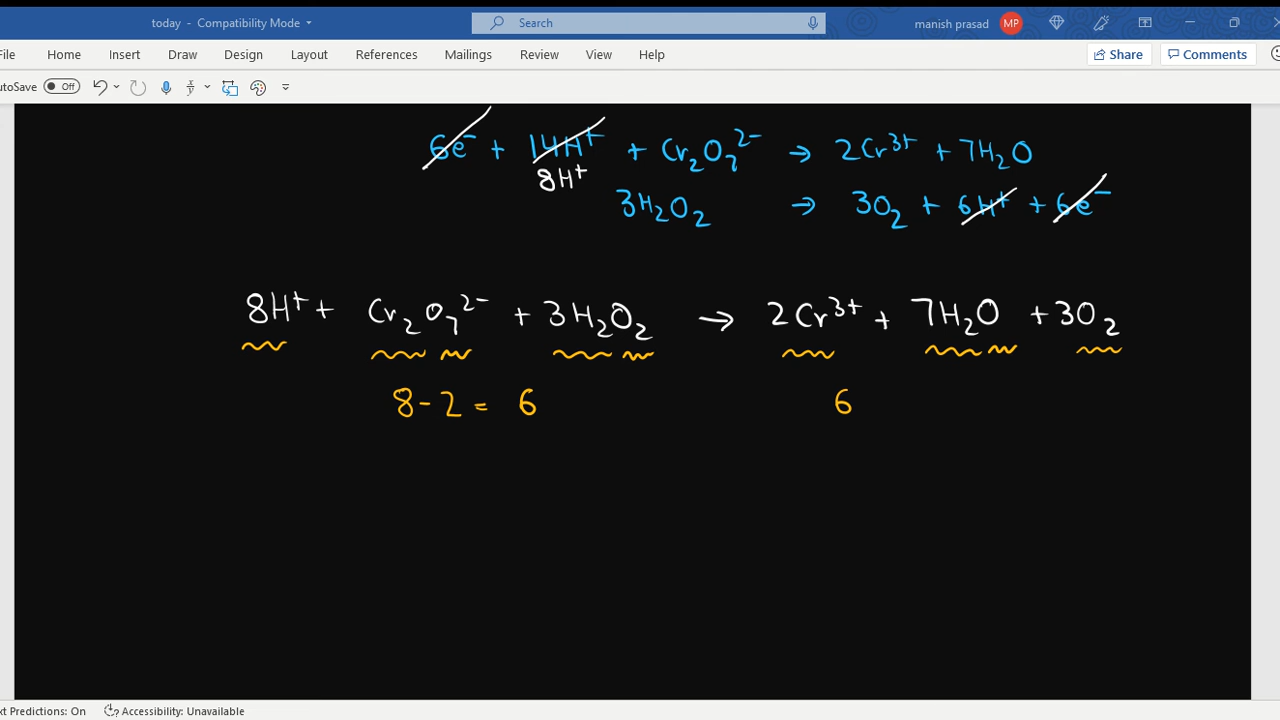 today - Compatibility Mode Search manish prasad MP
File Home Insert Draw Design Layout References Mailings Review View Help Share Comments
utoSave Off x/y
6e⁻ + 14H⁺ + Cr₂O₇²⁻ → 2Cr³⁺ + 7H₂O
8H⁺
3H₂O₂ → 3O₂ + 6H⁺ + 6e⁻
8H⁺ + Cr₂O₇²⁻ + 3H₂O₂ → 2Cr³⁺ + 7H₂O + 3O₂
8-2 = 6 6
xt Predictions: On Accessibility: Unavailable